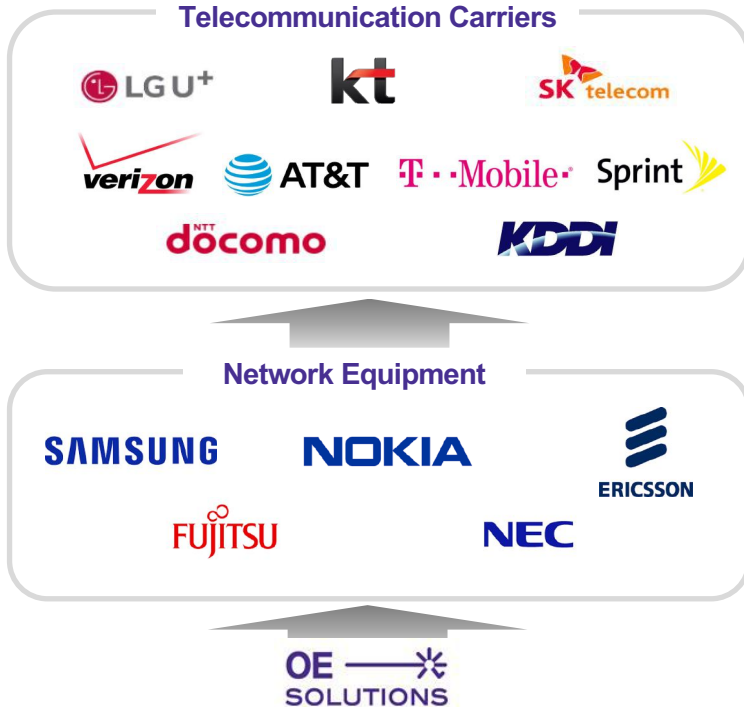 Telecommunication Carriers
LG U+
kt
SK telecom
verizon
AT&T
T··Mobile·
Sprint
NTT
döcomo
KDDI
Network Equipment
SAMSUNG
NOKIA
ERICSSON
FUJITSU
NEC
OE
SOLUTIONS